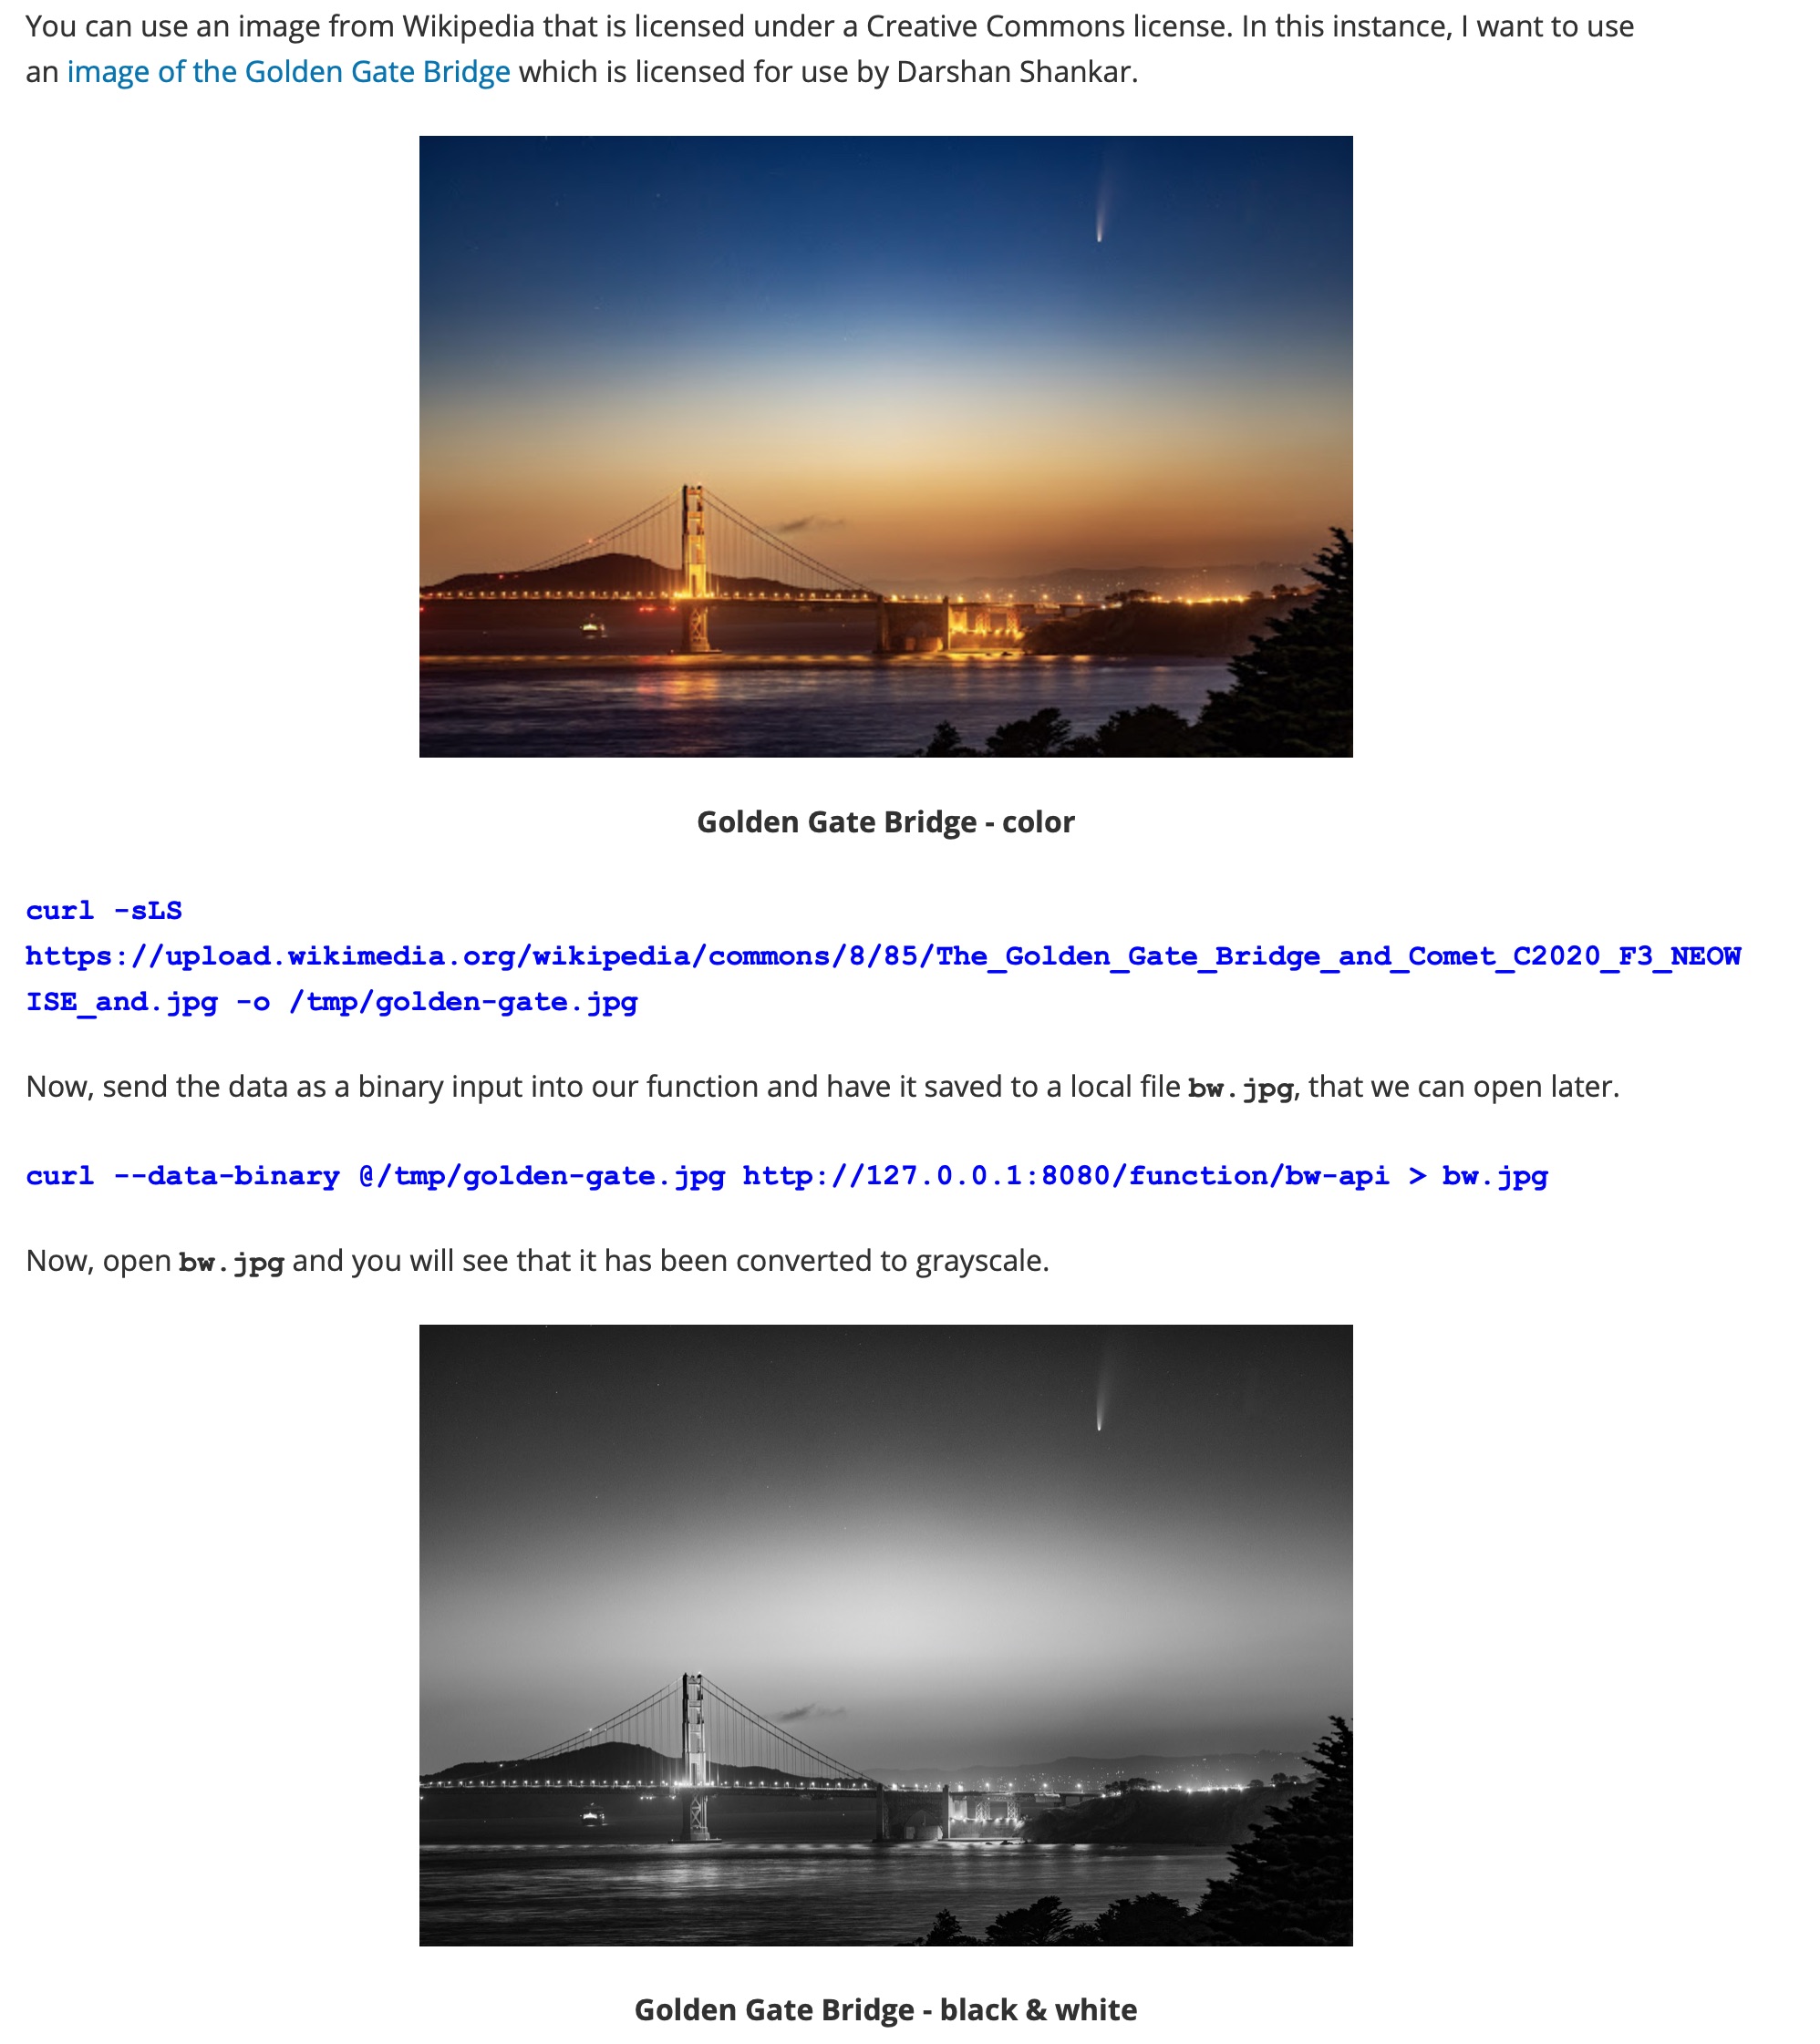 You can use an image from Wikipedia that is licensed under a Creative Commons license. In this instance, I want to use
an image of the Golden Gate Bridge which is licensed for use by Darshan Shankar.
Golden Gate Bridge - color
curl -sLS
https://upload.wikimedia.org/wikipedia/commons/8/85/The_Golden_Gate_Bridge_and_Comet_C2020_F3_NEOW
ISE_and.jpg -o /tmp/golden-gate.jpg
Now, send the data as a binary input into our function and have it saved to a local file bw.jpg, that we can open later.
curl --data-binary @/tmp/golden-gate.jpg http://127.0.0.1:8080/function/bw-api > bw.jpg
Now, open bw.jpg and you will see that it has been converted to grayscale.
Golden Gate Bridge - black & white